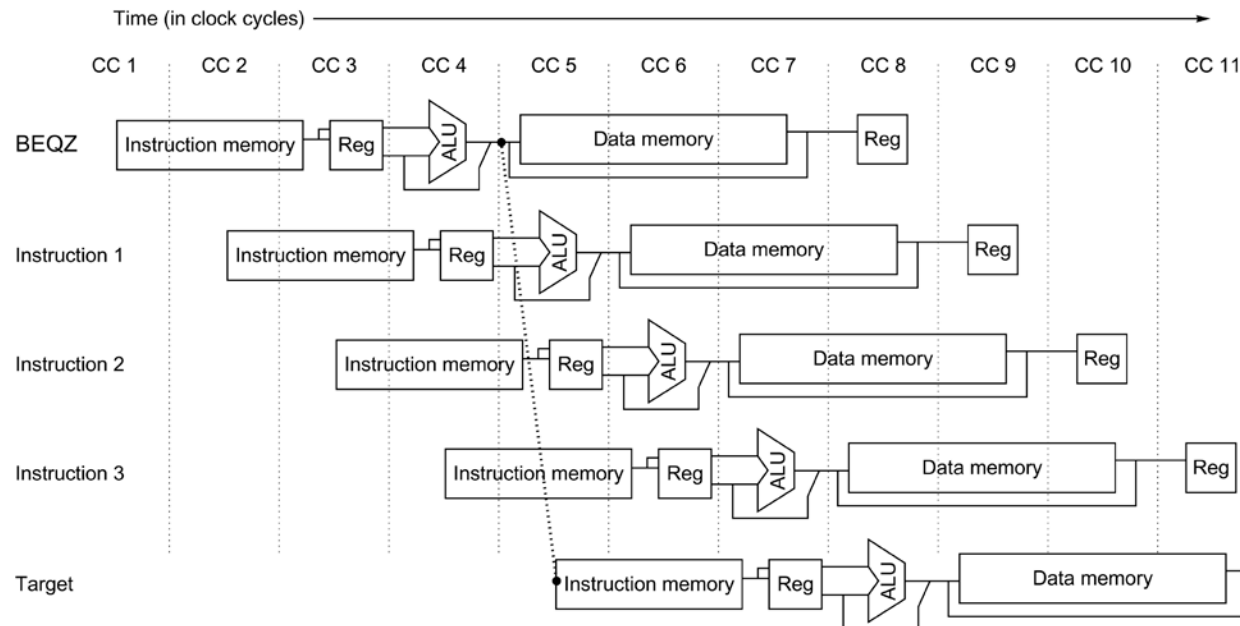 Time (in clock cycles)
CC 1 CC 2 CC 3 CC 4 CC 5 CC 6 CC 7 CC 8 CC 9 CC 10 CC 11
BEQZ Instruction memory Reg ALU Data memory Reg
Instruction 1 Instruction memory Reg ALU Data memory Reg
Instruction 2 Instruction memory Reg ALU Data memory Reg
Instruction 3 Instruction memory Reg ALU Data memory Reg
Target Instruction memory Reg ALU Data memory